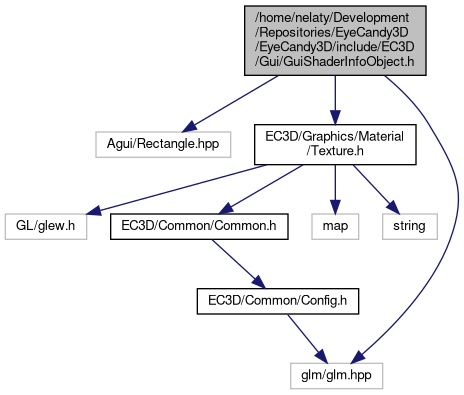 /home/nelaty/Development
/Repositories/EyeCandy3D
/EyeCandy3D/include/EC3D
/Gui/GuiShaderInfoObject.h
Agui/Rectangle.hpp
EC3D/Graphics/Material
/Texture.h
GL/glew.h
EC3D/Common/Common.h
map
string
EC3D/Common/Config.h
glm/glm.hpp